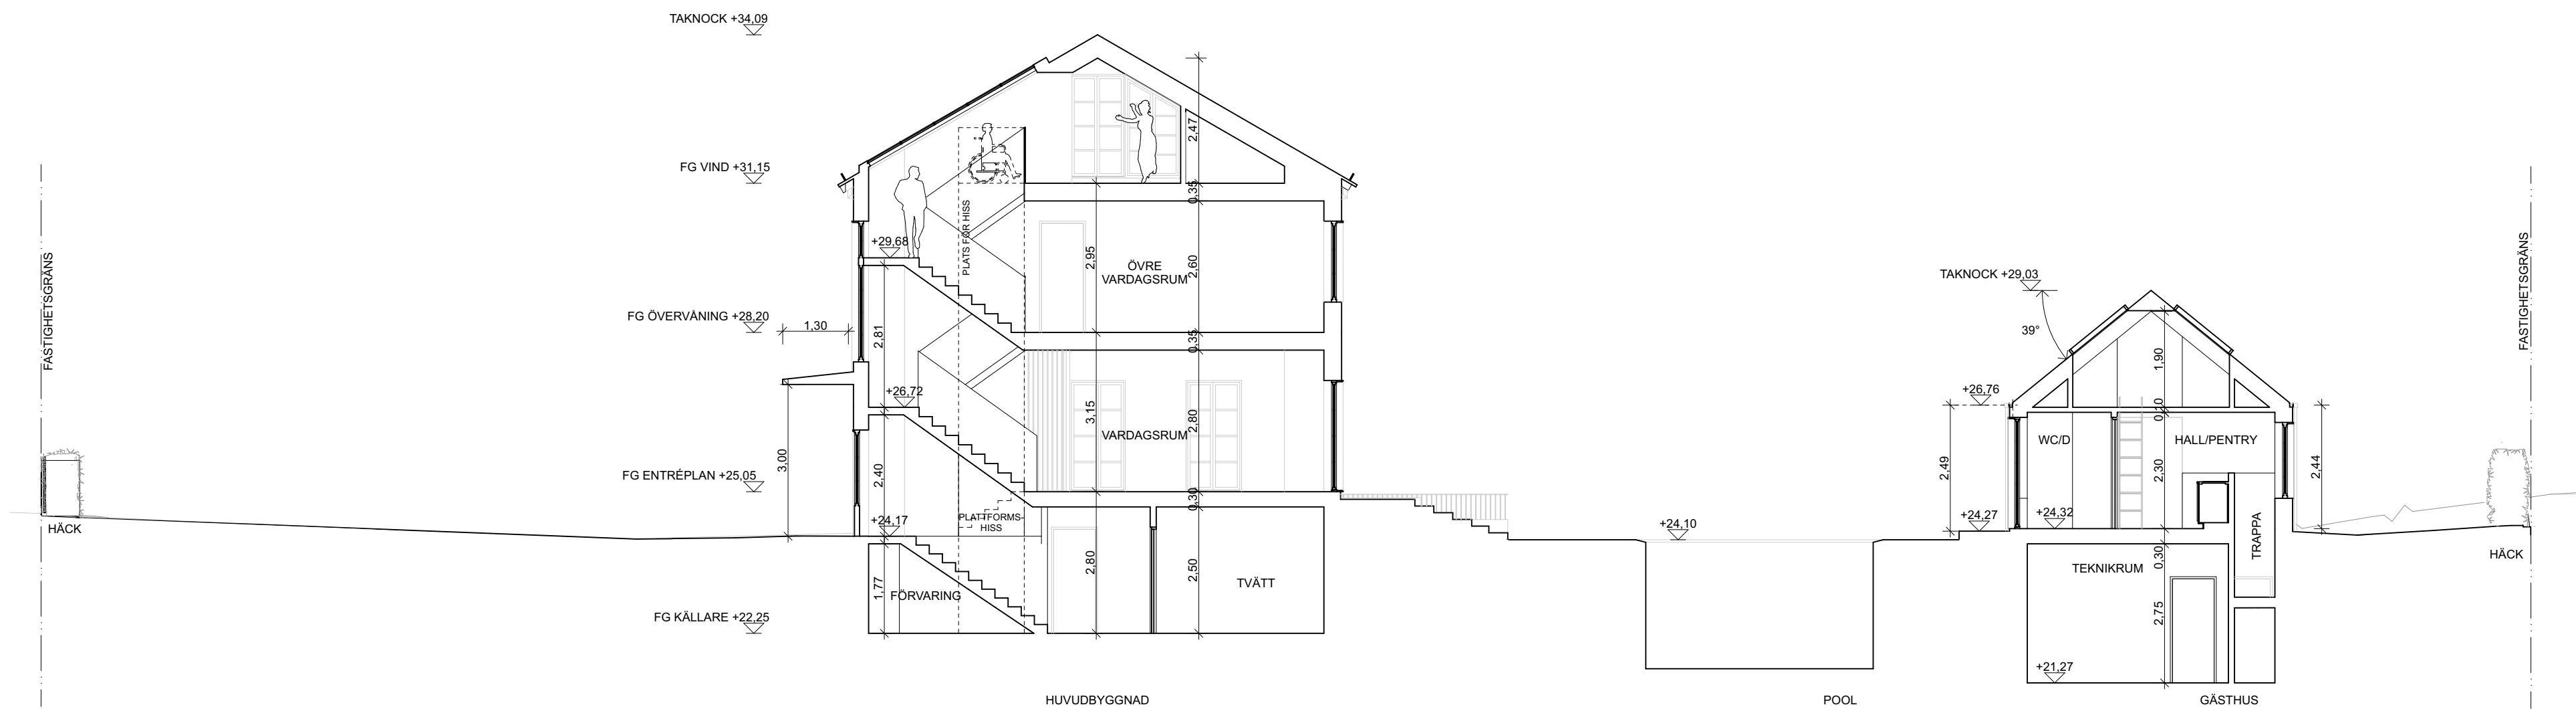 TAKNOCK +34,09
FG VIND +31,15
FG ÖVERVÅNING +28,20
FG ENTRÉPLAN +25,05
FG KÄLLARE +22,25
FASTIGHETSGRÄNS
HÄCK
1,30
3,00
2,81
2,40
1,77
+29,68
+26,72
+24,17
PLATS FÖR HISS
PLATTFORMS-
HISS
FÖRVARING
2,95
3,15
2,80
2,47
0,35
2,60
0,35
2,80
0,30
2,50
ÖVRE
VARDAGSRUM
VARDAGSRUM
TVÄTT
HUVUDBYGGNAD
+24,10
POOL
TAKNOCK +29,03
39°
+26,76
2,49
+24,27
+24,32
WC/D
HALL/PENTRY
1,90
0,10
2,30
0,30
2,75
2,44
TEKNIKRUM
TRAPPA
+21,27
GÄSTHUS
FASTIGHETSGRÄNS
HÄCK